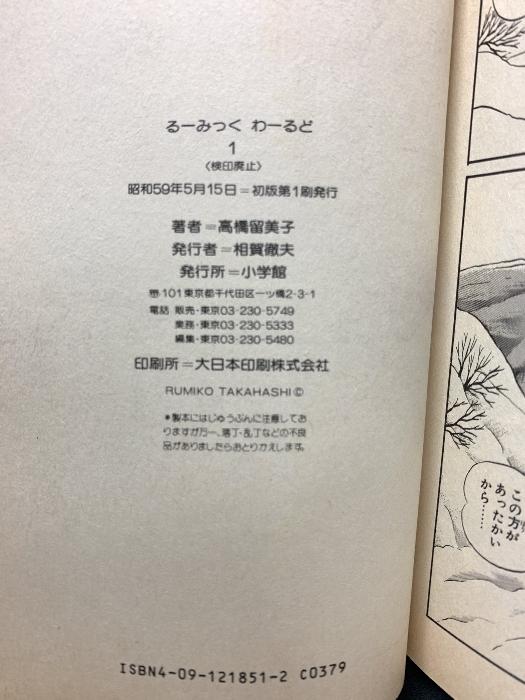 るーみっく わーるど
1
〈検印廃止〉
昭和59年5月15日＝初版第1刷発行
著者＝高橋留美子
発行者＝相賀徹夫
発行所＝小学館
〒101東京都千代田区一ツ橋2-3-1
電話 販売・東京03-230-5749
業務・東京03-230-5333
編集・東京03-230-5480
印刷所＝大日本印刷株式会社
RUMIKO TAKAHASHI©
＊製本にはじゅうぶんに注意してお
りますが万一、落丁・乱丁などの不良
品がありましたらおとりかえします。
ISBN4-09-121851-2 C0379
この方が
あったかい
から……